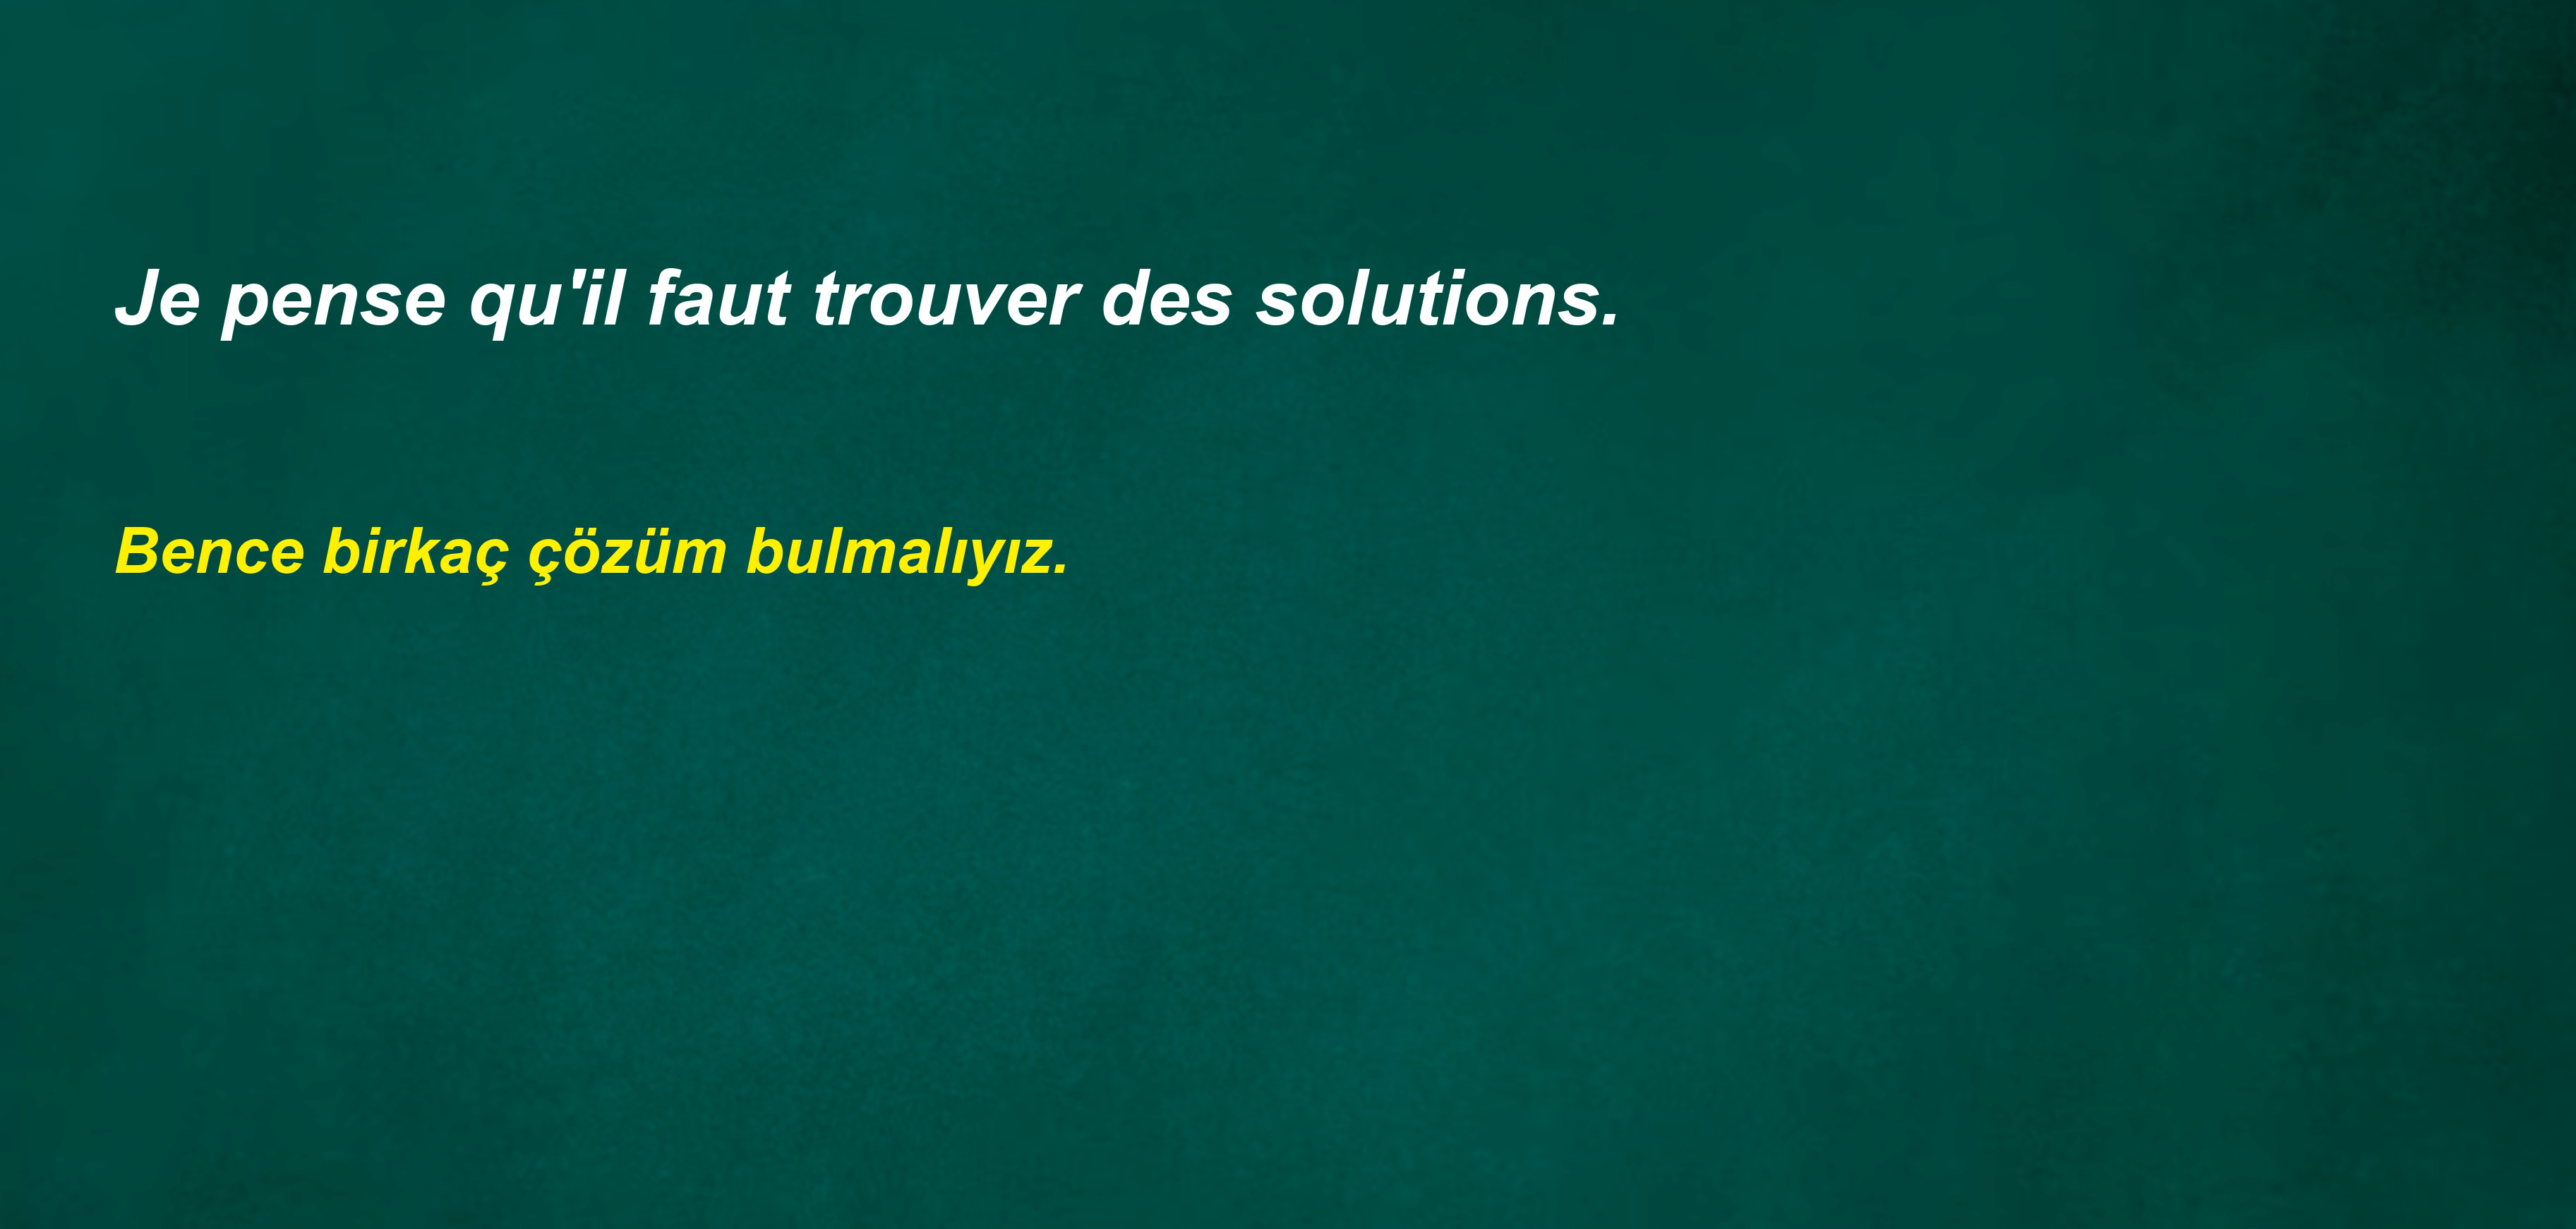 Je pense qu'il faut trouver des solutions.
Bence birkaç çözüm bulmalıyız.